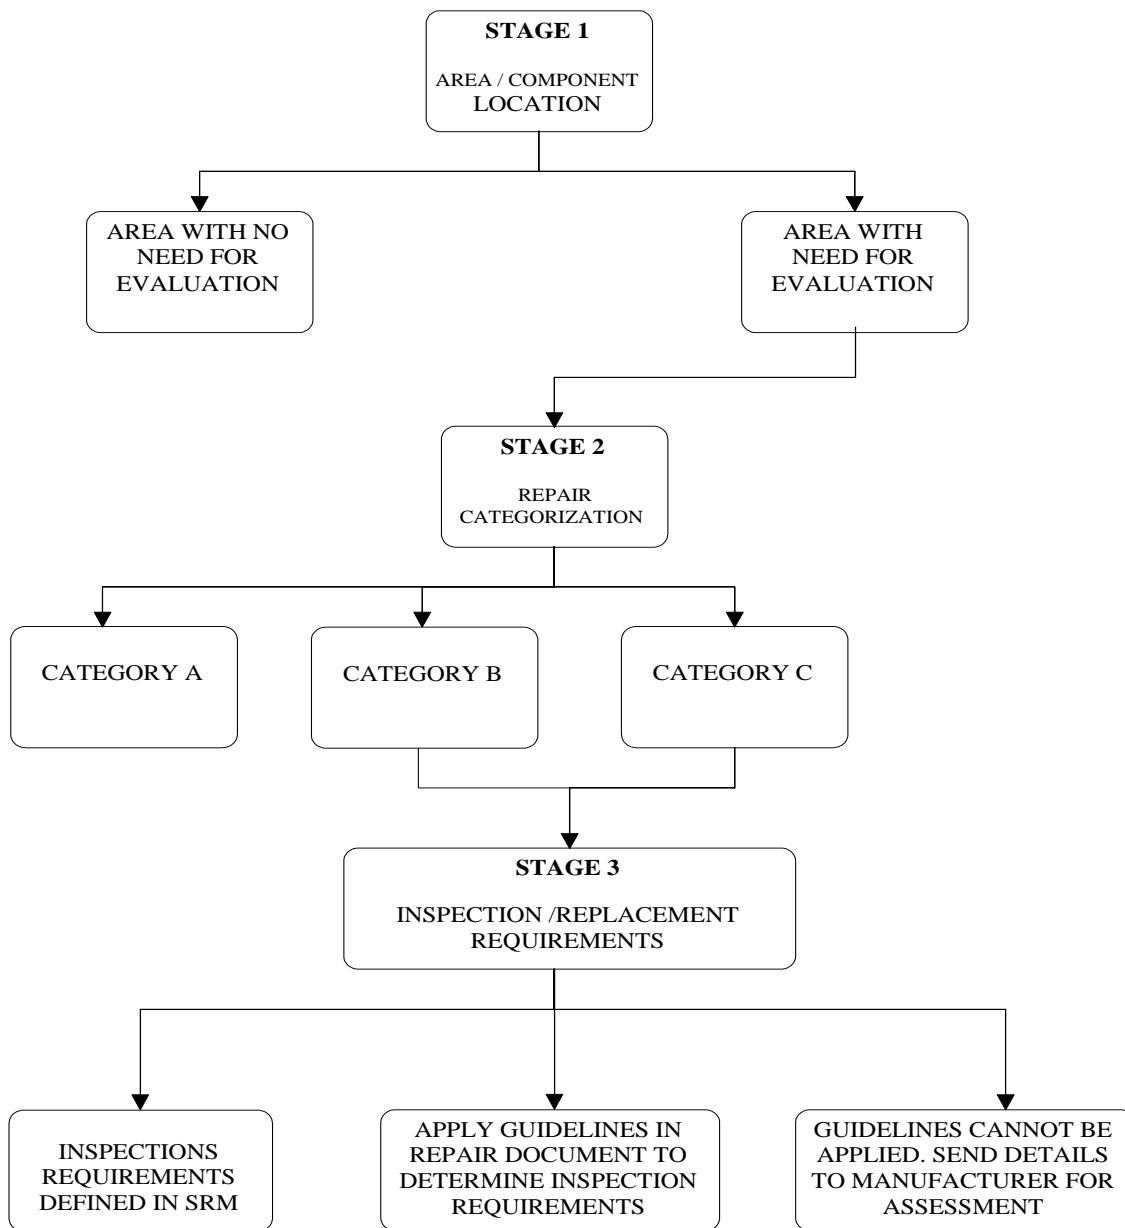 STAGE 1
AREA / COMPONENT
LOCATION
AREA WITH NO
NEED FOR
EVALUATION
AREA WITH
NEED FOR
EVALUATION
STAGE 2
REPAIR
CATEGORIZATION
CATEGORY A
CATEGORY B
CATEGORY C
STAGE 3
INSPECTION /REPLACEMENT
REQUIREMENTS
INSPECTIONS
REQUIREMENTS
DEFINED IN SRM
APPLY GUIDELINES IN
REPAIR DOCUMENT TO
DETERMINE INSPECTION
REQUIREMENTS
GUIDELINES CANNOT BE
APPLIED. SEND DETAILS
TO MANUFACTURER FOR
ASSESSMENT